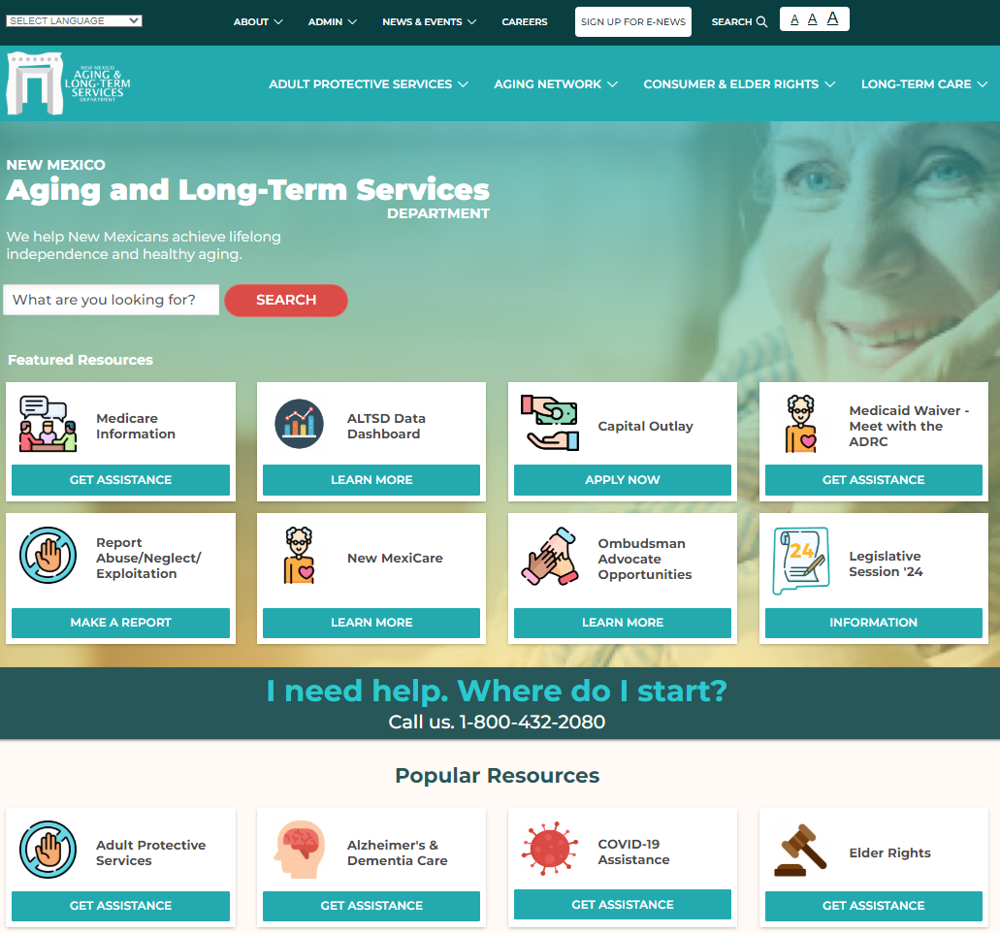 SELECT LANGUAGE
ABOUT
ADMIN
NEWS & EVENTS
CAREERS
SIGN UP FOR E-NEWS
SEARCH
A A A
NEW MEXICO
AGING &
LONG-TERM
SERVICES
DEPARTMENT
ADULT PROTECTIVE SERVICES
AGING NETWORK
CONSUMER & ELDER RIGHTS
LONG-TERM CARE
NEW MEXICO
Aging and Long-Term Services
DEPARTMENT
We help New Mexicans achieve lifelong
independence and healthy aging.
What are you looking for?
SEARCH
Featured Resources
Medicare
Information
GET ASSISTANCE
ALTSD Data
Dashboard
LEARN MORE
Capital Outlay
APPLY NOW
Medicaid Waiver -
Meet with the
ADRC
GET ASSISTANCE
Report
Abuse/Neglect/
Exploitation
MAKE A REPORT
New MexiCare
LEARN MORE
Ombudsman
Advocate
Opportunities
LEARN MORE
24
Legislative
Session '24
INFORMATION
I need help. Where do I start?
Call us. 1-800-432-2080
Popular Resources
Adult Protective
Services
GET ASSISTANCE
Alzheimer's &
Dementia Care
GET ASSISTANCE
COVID-19
Assistance
GET ASSISTANCE
Elder Rights
GET ASSISTANCE